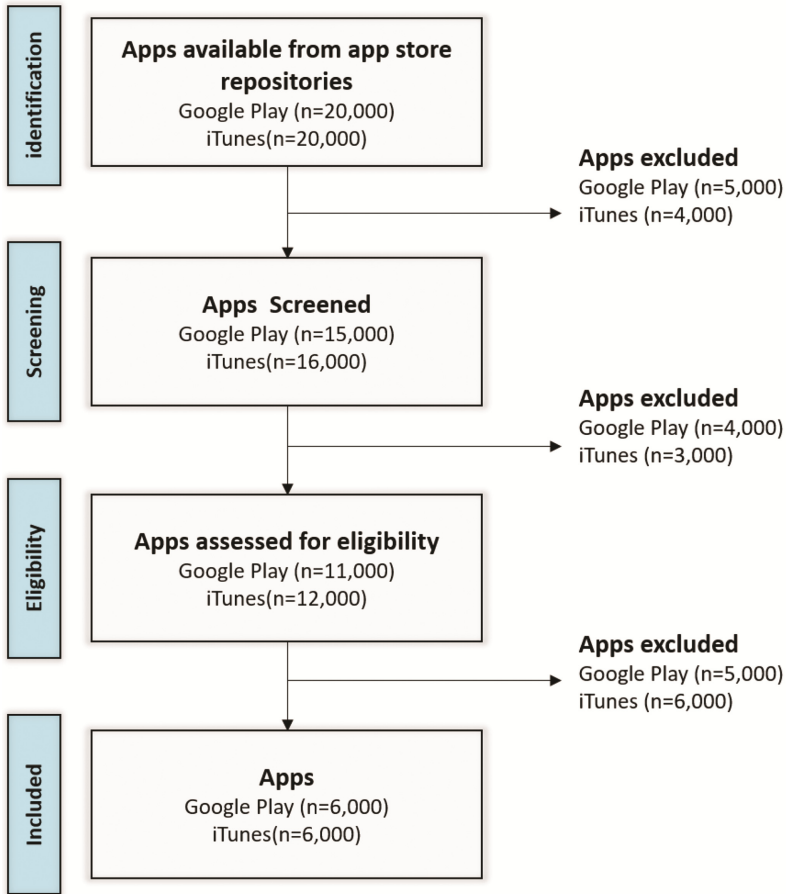 identification
Apps available from app store
repositories
Google Play (n=20,000)
iTunes(n=20,000)
Apps excluded
Google Play (n=5,000)
iTunes (n=4,000)
Screening
Apps Screened
Google Play (n=15,000)
iTunes(n=16,000)
Apps excluded
Google Play (n=4,000)
iTunes (n=3,000)
Eligibility
Apps assessed for eligibility
Google Play (n=11,000)
iTunes(n=12,000)
Apps excluded
Google Play (n=5,000)
iTunes (n=6,000)
Included
Apps
Google Play (n=6,000)
iTunes(n=6,000)